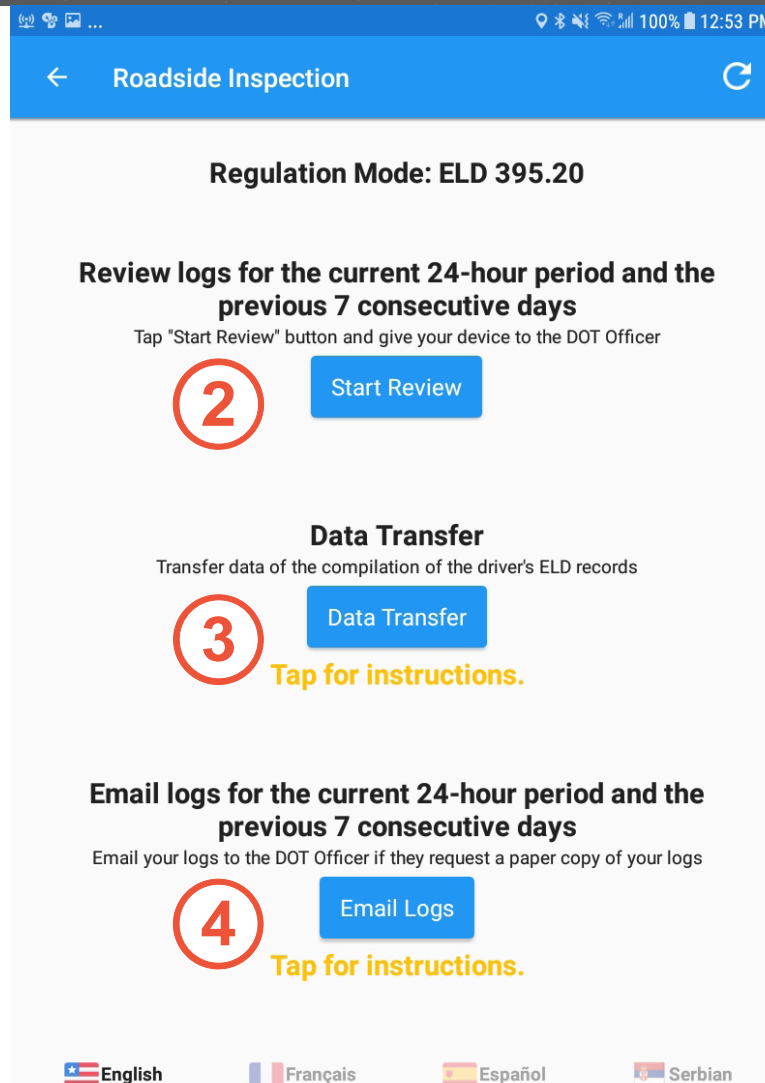 ... 100% 12:53 PM
Roadside Inspection
Regulation Mode: ELD 395.20
Review logs for the current 24-hour period and the
previous 7 consecutive days
Tap "Start Review" button and give your device to the DOT Officer
2 Start Review
Data Transfer
Transfer data of the compilation of the driver's ELD records
3 Data Transfer
Tap for instructions.
Email logs for the current 24-hour period and the
previous 7 consecutive days
Email your logs to the DOT Officer if they request a paper copy of your logs
4 Email Logs
Tap for instructions.
English Français Español Serbian